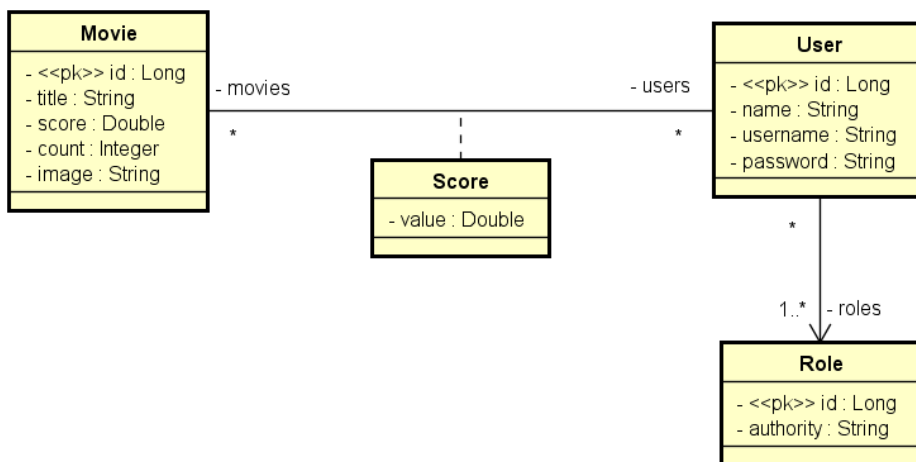 Movie
- <<pk>> id : Long
- title : String
- score : Double
- count : Integer
- image : String
- movies
*
- users
*
User
- <<pk>> id : Long
- name : String
- username : String
- password : String
Score
- value : Double
*
1..*
- roles
Role
- <<pk>> id : Long
- authority : String